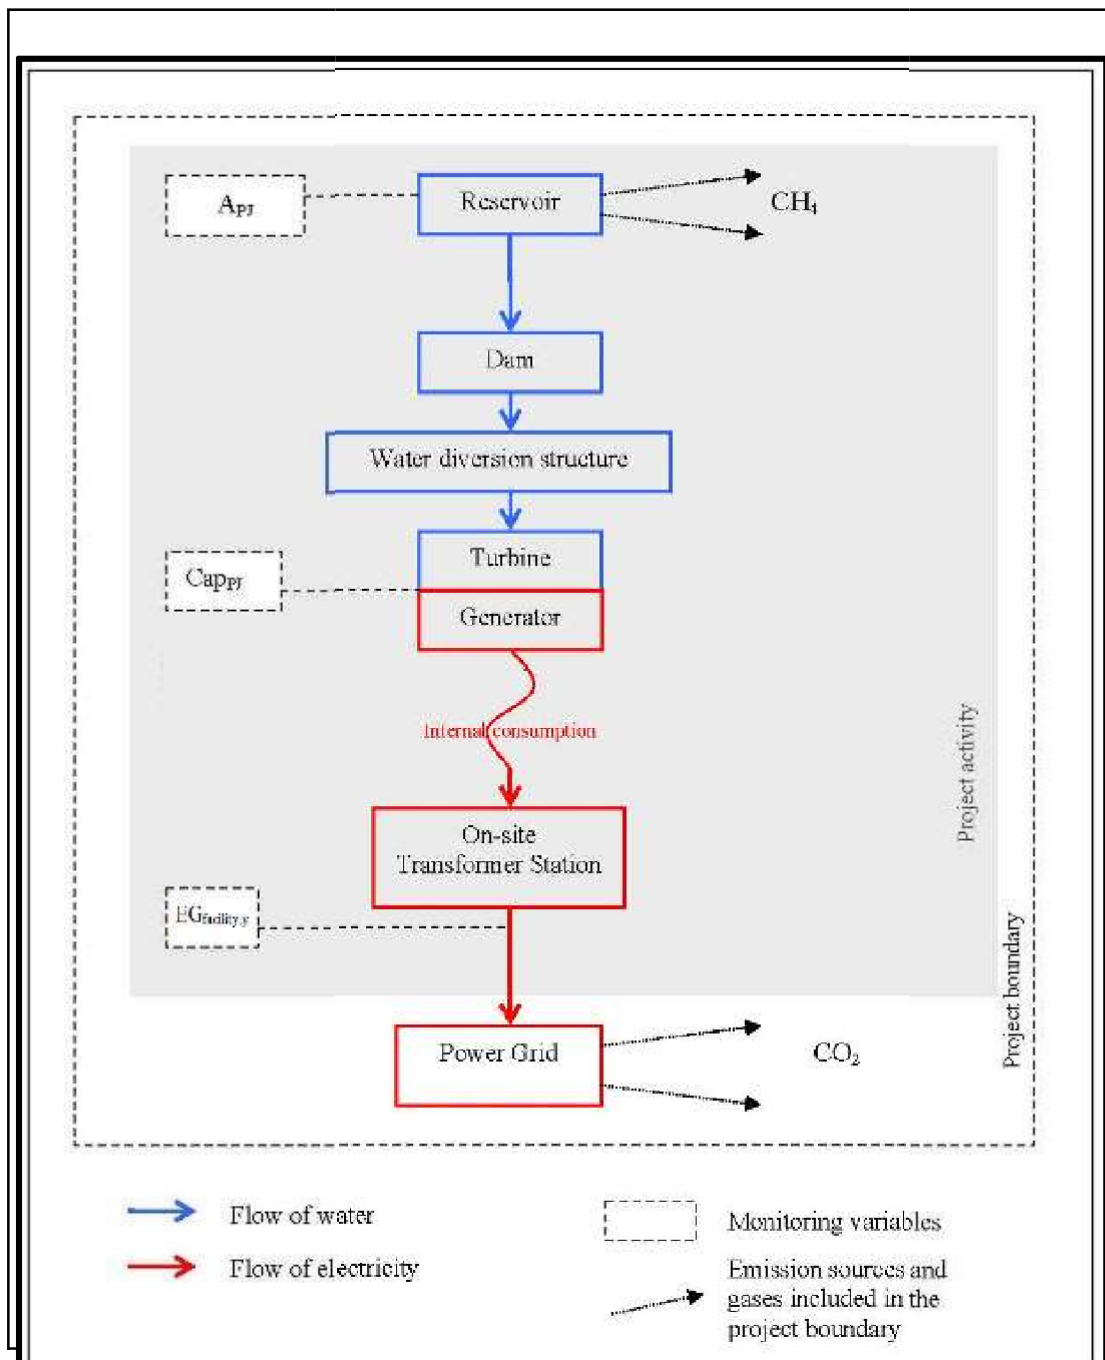 A_PJ
Reservoir
CH₄
Dam
Water diversion structure
Turbine
Cap_PJ
Generator
Internal consumption
Project activity
On-site
Transformer Station
EG_facility,y
Project boundary
Power Grid
CO₂
Flow of water
Monitoring variables
Flow of electricity
Emission sources and
gases included in the
project boundary